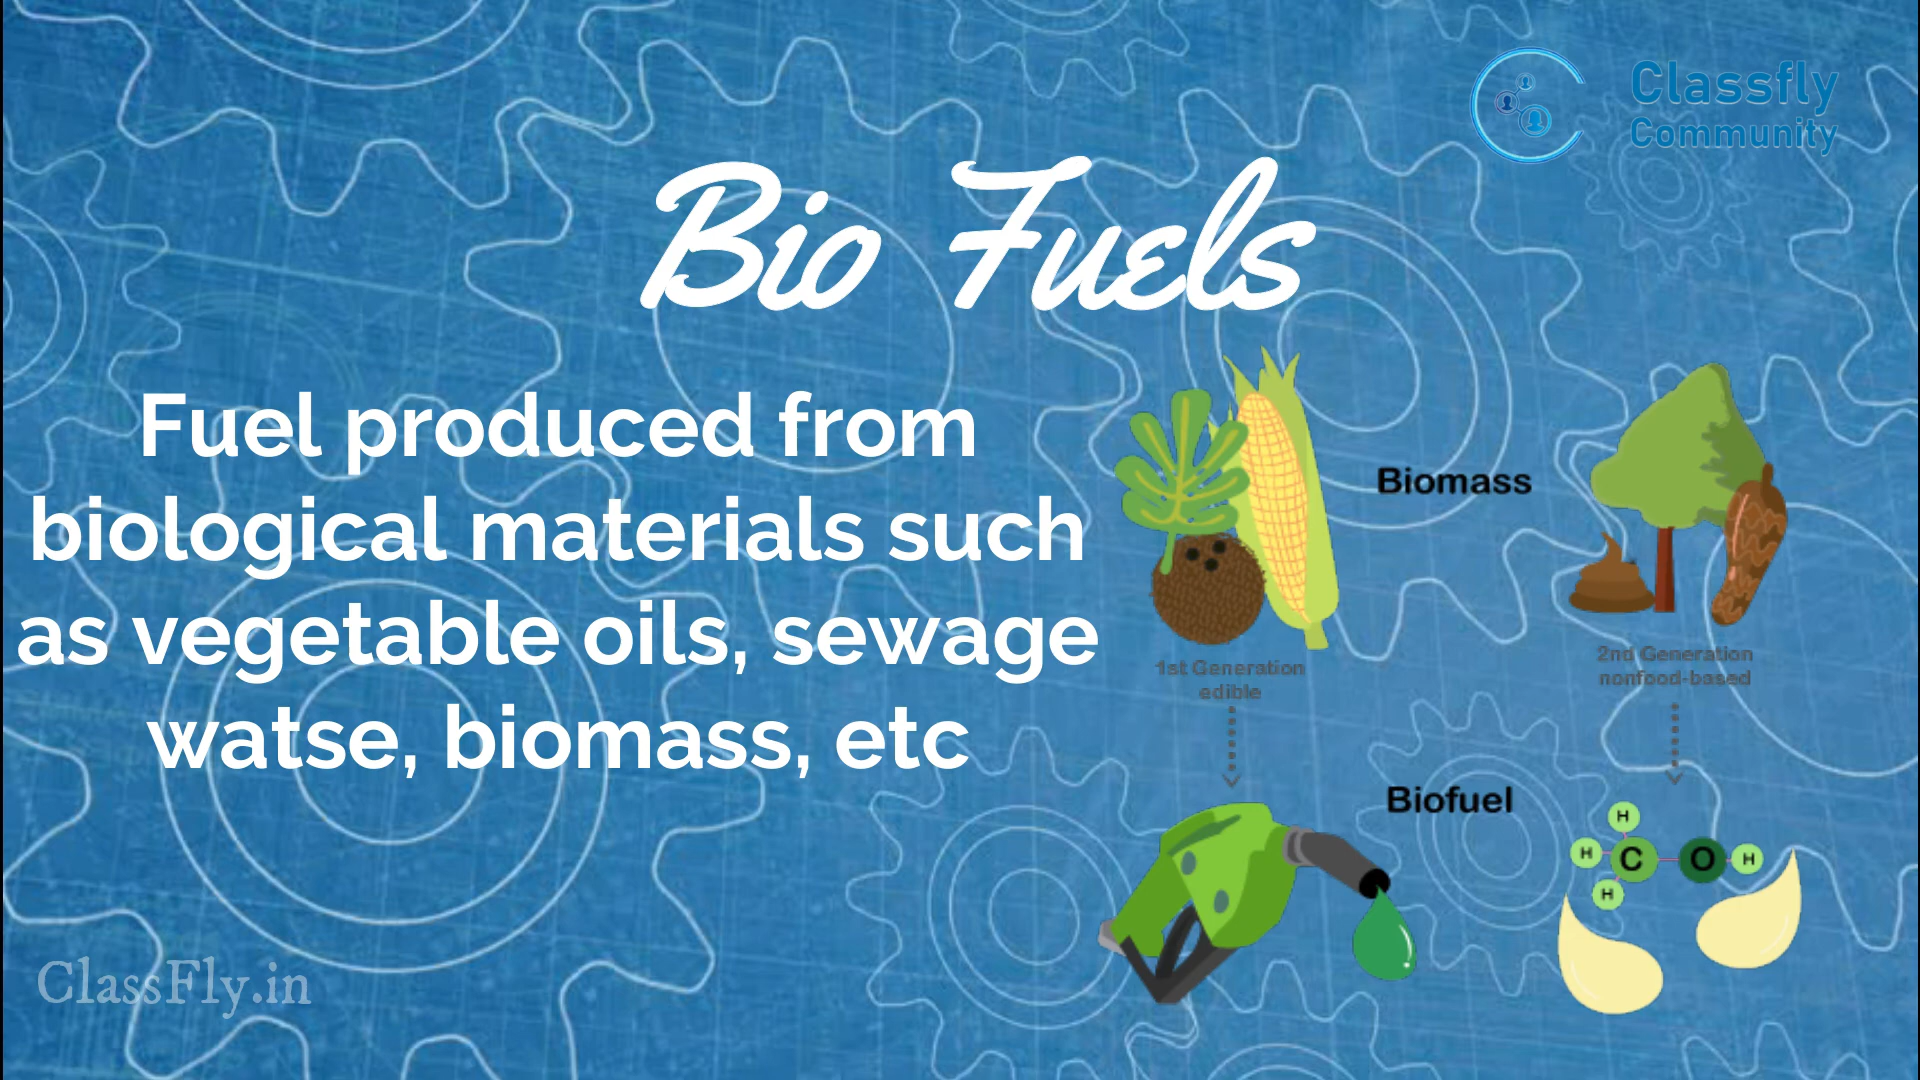 Classfly
Community
Bio Fuels
Fuel produced from
biological materials such
as vegetable oils, sewage
watse, biomass, etc
Biomass
1st Generation
edible
2nd Generation
nonfood-based
Biofuel
H
H
C
O
H
H
ClassFly.in